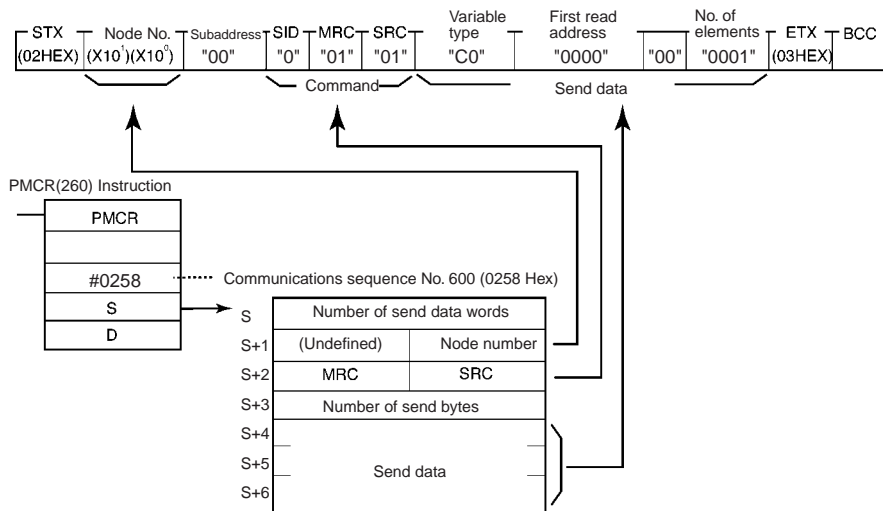 STX Node No. Subaddress SID MRC SRC Variable type First read address No. of elements ETX BCC
(02HEX) (X10¹)(X10⁰) "00" "0" "01" "01" "C0" "0000" "00" "0001" (03HEX)
Command Send data
PMCR(260) Instruction
PMCR
#0258 Communications sequence No. 600 (0258 Hex)
S
D
S Number of send data words
S+1 (Undefined) Node number
S+2 MRC SRC
S+3 Number of send bytes
S+4
S+5 Send data
S+6